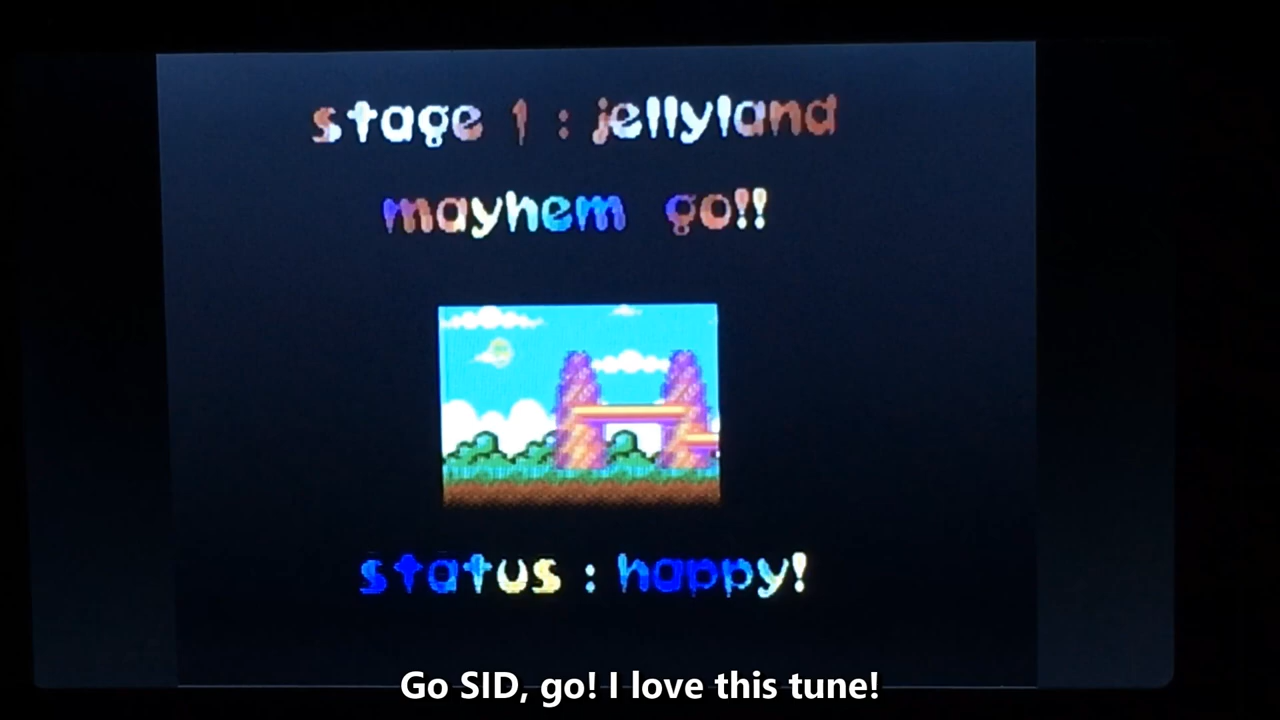 stage 1 : jellyland
mayhem go!!
status : happy!
Go SID, go! I love this tune!